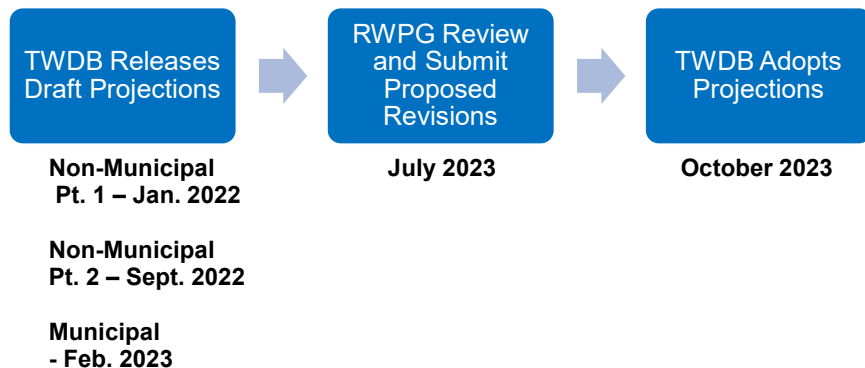 TWDB Releases
Draft Projections
RWPG Review
and Submit
Proposed
Revisions
TWDB Adopts
Projections
Non-Municipal
Pt. 1 – Jan. 2022
Non-Municipal
Pt. 2 – Sept. 2022
Municipal
- Feb. 2023
July 2023
October 2023